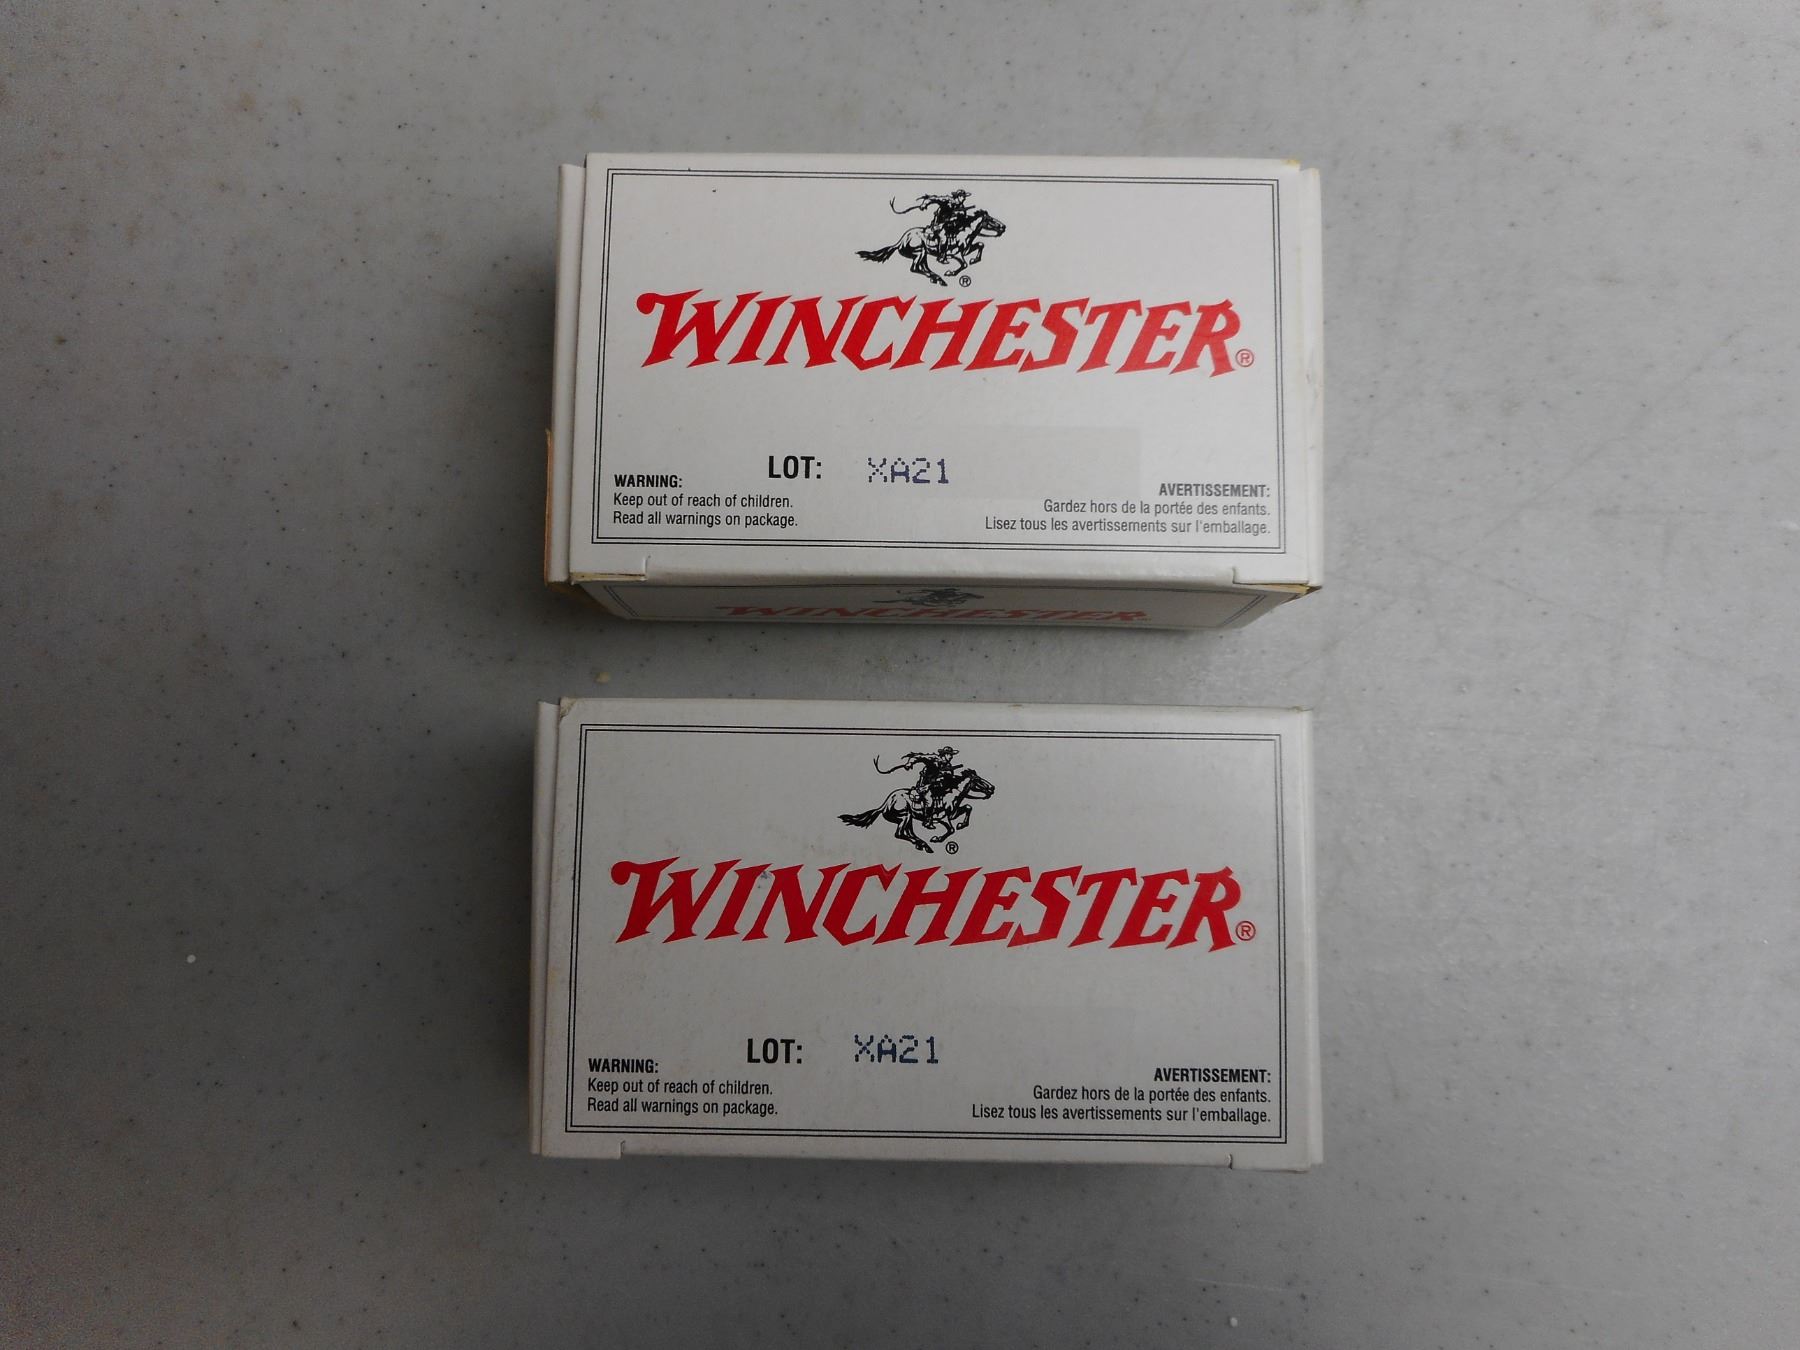 ®
WINCHESTER®
LOT: XA21
WARNING:
Keep out of reach of children.
Read all warnings on package.
AVERTISSEMENT:
Gardez hors de la portée des enfants.
Lisez tous les avertissements sur l'emballage.
WINCHESTER
®
WINCHESTER®
LOT: XA21
WARNING:
Keep out of reach of children.
Read all warnings on package.
AVERTISSEMENT:
Gardez hors de la portée des enfants.
Lisez tous les avertissements sur l'emballage.